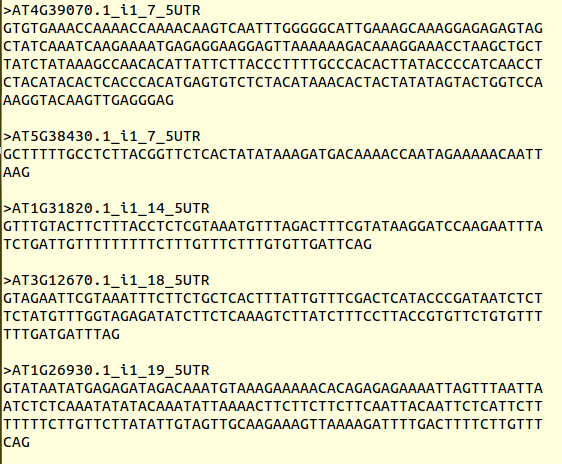 >AT4G39070.1_i1_7_5UTR
GTGTGAAACCAAAACCAAAACAAGTCAATTTGGGGGCATTGAAAGCAAAGGAGAGAGTAG
CTATCAAATCAAGAAAATGAGAGGAAGGAGTTAAAAAAGACAAAGGAAACCTAAGCTGCT
TATCTATAAAGCCAACACATTATTCTTACCCTTTTGCCCACACTTATACCCCATCAACCT
CTACATACACTCACCCACATGAGTGTCTCTACATAAACACTACTATATAGTACTGGTCCA
AAGGTACAAGTTGAGGGAG
>AT5G38430.1_i1_7_5UTR
GCTTTTTGCCTCTTACGGTTCTCACTATATAAAGATGACAAAACCAATAGAAAAACAATT
AAG
>AT1G31820.1_i1_14_5UTR
GTTTGTACTTCTTTACCTCTCGTAAATGTTTAGACTTTCGTATAAGGATCCAAGAATTTA
TCTGATTGTTTTTTTTTCTTTGTTTCTTTGTGTTGATTCAG
>AT3G12670.1_i1_18_5UTR
GTAGAATTCGTAAATTTCTTCTGCTCACTTTATTGTTTCGACTCATACCCGATAATCTCT
TCTATGTTTGGTAGAGATATCTTCTCAAAGTCTTATCTTTCCTTACCGTGTTCTGTGTTT
TTTGATGATTTAG
>AT1G26930.1_i1_19_5UTR
GTATAATATGAGAGATAGACAAATGTAAAGAAAAACACAGAGAGAAAATTAGTTTAATTA
ATCTCTCAAATATATACAAATATTAAAACTTCTTCTTCTTCAATTACAATTCTCATTCTT
TTTTTCTTGTTCTTATATTGTAGTTGCAAGAAAGTTAAAAGATTTTGACTTTTCTTGTTT
CAG